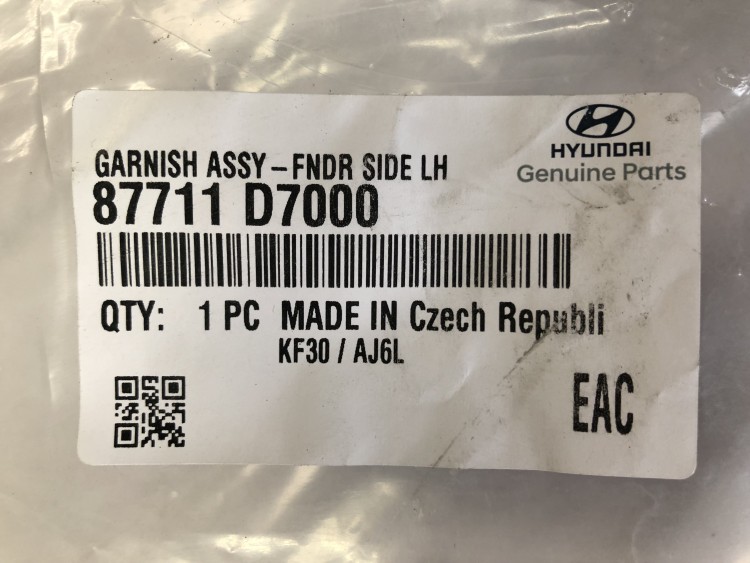 HYUNDAI
Genuine Parts
GARNISH ASSY-FNDR SIDE LH
87711 D7000
QTY: 1 PC MADE IN Czech Republi
KF30 / AJ6L
EAC